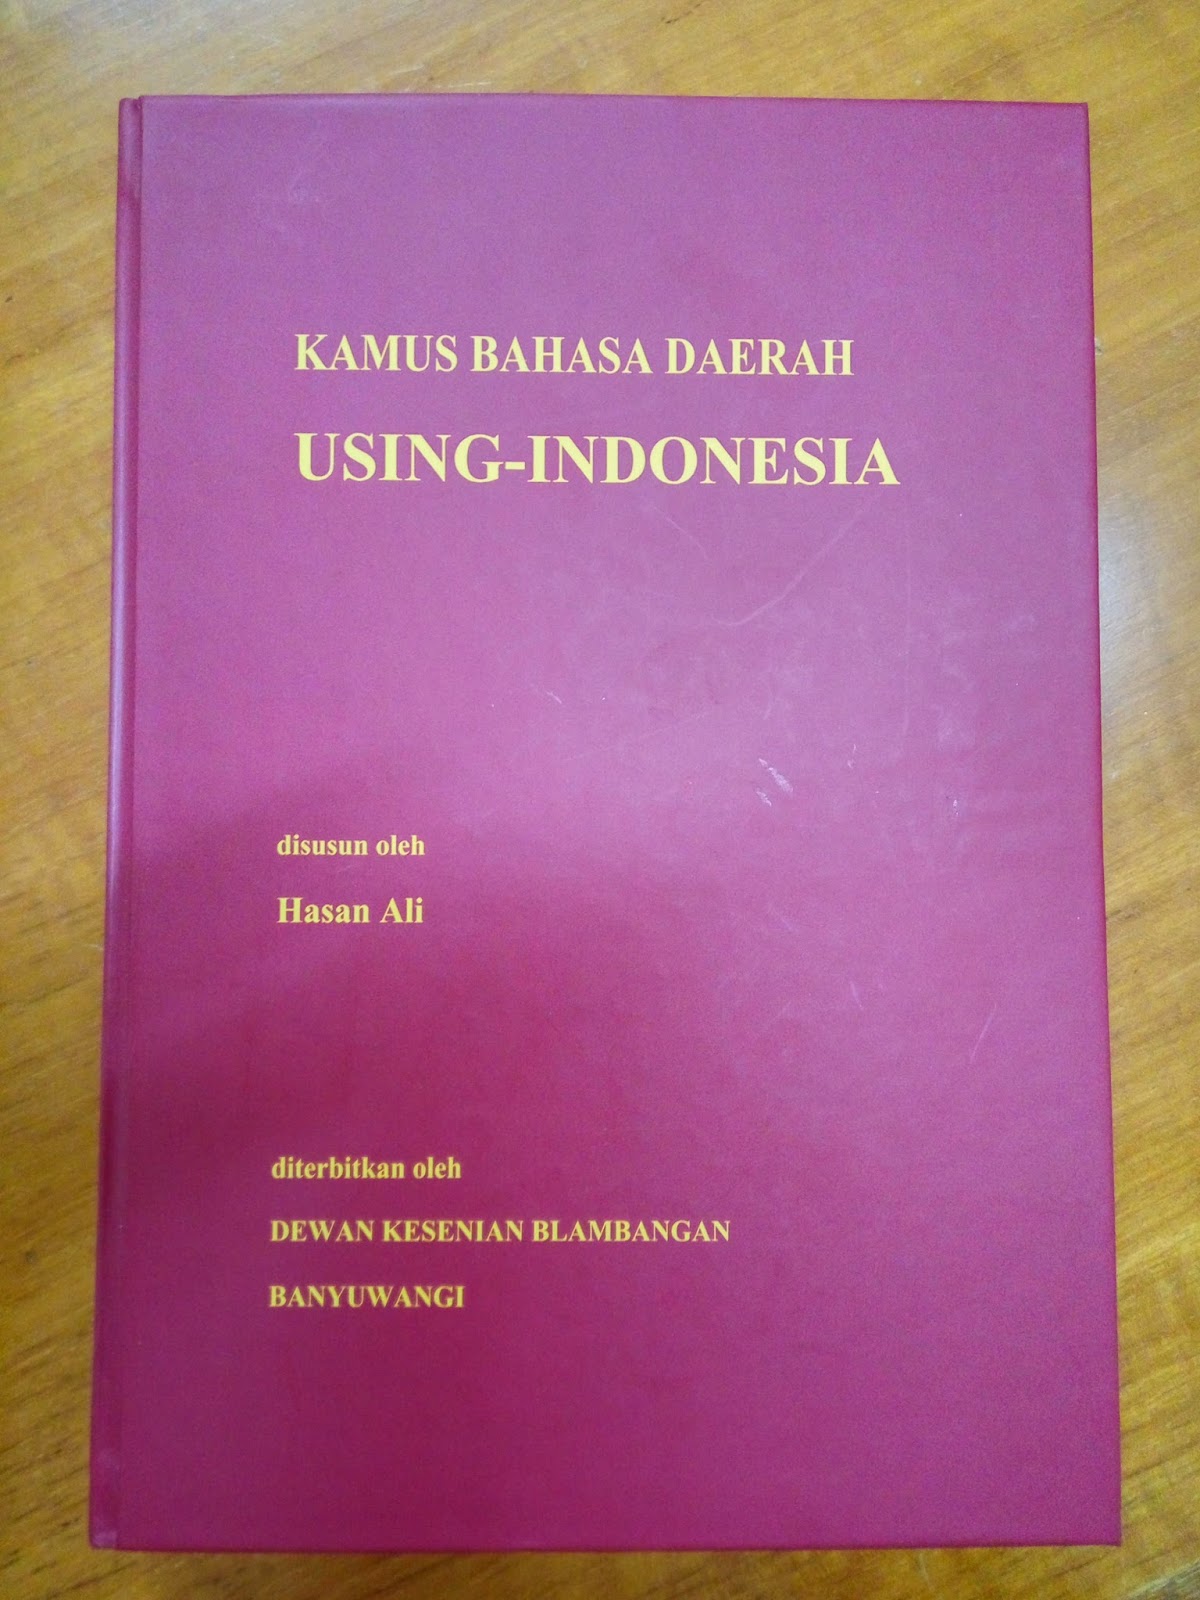 KAMUS BAHASA DAERAH
USING-INDONESIA
disusun oleh
Hasan Ali
diterbitkan oleh
DEWAN KESENIAN BLAMBANGAN
BANYUWANGI